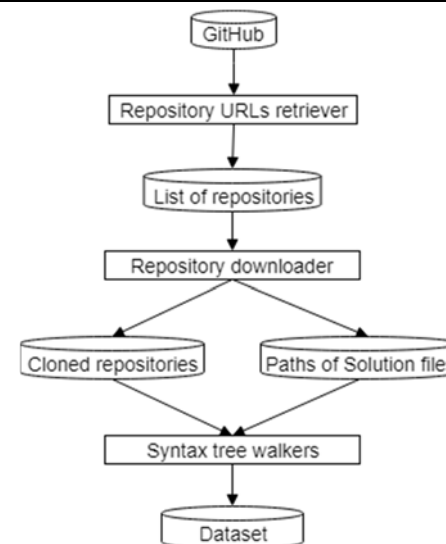 GitHub
Repository URLs retriever
List of repositories
Repository downloader
Cloned repositories
Paths of Solution file
Syntax tree walkers
Dataset